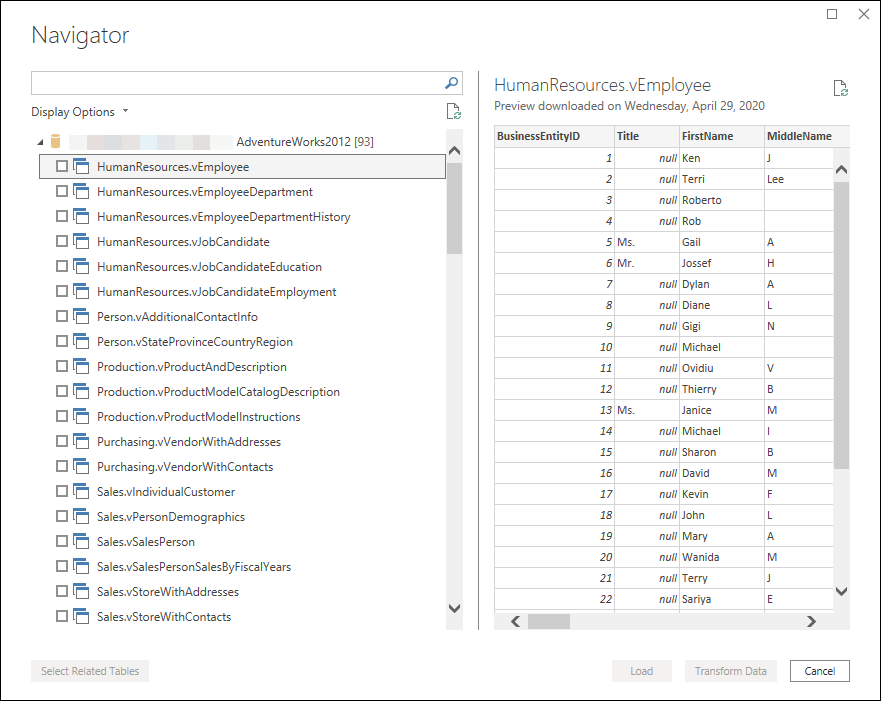 Navigator
Display Options
AdventureWorks2012 [93]
HumanResources.vEmployee
HumanResources.vEmployeeDepartment
HumanResources.vEmployeeDepartmentHistory
HumanResources.vJobCandidate
HumanResources.vJobCandidateEducation
HumanResources.vJobCandidateEmployment
Person.vAdditionalContactInfo
Person.vStateProvinceCountryRegion
Production.vProductAndDescription
Production.vProductModelCatalogDescription
Production.vProductModelInstructions
Purchasing.vVendorWithAddresses
Purchasing.vVendorWithContacts
Sales.vIndividualCustomer
Sales.vPersonDemographics
Sales.vSalesPerson
Sales.vSalesPersonSalesByFiscalYears
Sales.vStoreWithAddresses
Sales.vStoreWithContacts
HumanResources.vEmployee
Preview downloaded on Wednesday, April 29, 2020
BusinessEntityID Title FirstName MiddleName
1 null Ken J
2 null Terri Lee
3 null Roberto
4 null Rob
5 Ms. Gail A
6 Mr. Jossef H
7 null Dylan A
8 null Diane L
9 null Gigi N
10 null Michael
11 null Ovidiu V
12 null Thierry B
13 Ms. Janice M
14 null Michael I
15 null Sharon B
16 null David M
17 null Kevin F
18 null John L
19 null Mary A
20 null Wanida M
21 null Terry J
22 null Sariya E
Select Related Tables
Load Transform Data Cancel